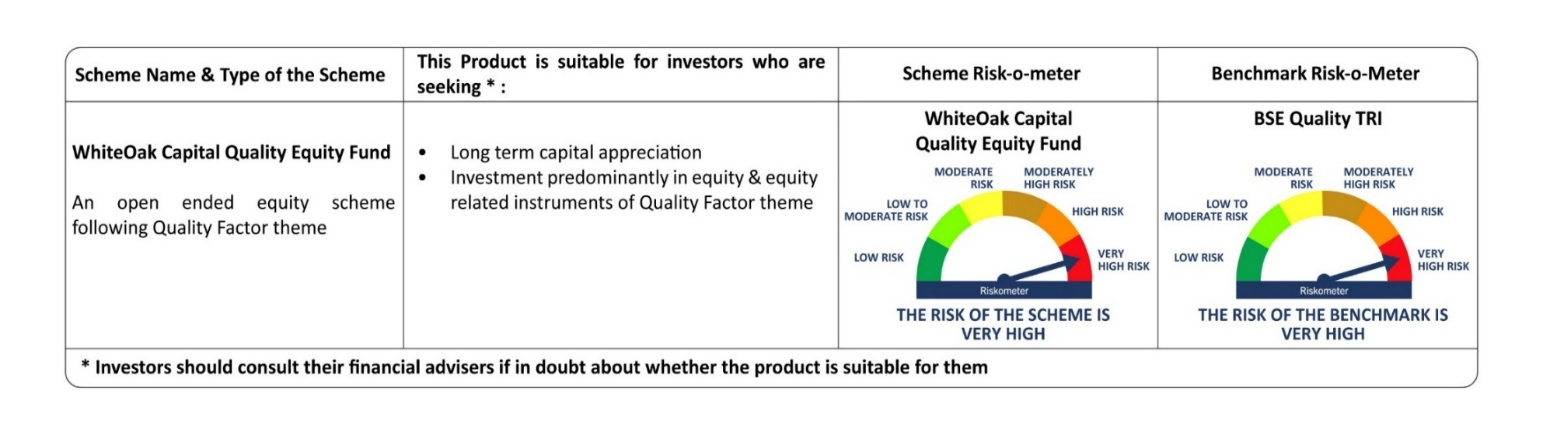 Scheme Name & Type of the Scheme
This Product is suitable for investors who are
seeking * :
Scheme Risk-o-meter
Benchmark Risk-o-Meter
WhiteOak Capital Quality Equity Fund
An open ended equity scheme
following Quality Factor theme
• Long term capital appreciation
• Investment predominantly in equity & equity
related instruments of Quality Factor theme
WhiteOak Capital
Quality Equity Fund
LOW RISK
LOW TO
MODERATE RISK
MODERATE
RISK
MODERATELY
HIGH RISK
HIGH RISK
VERY
HIGH RISK
Riskometer
THE RISK OF THE SCHEME IS
VERY HIGH
BSE Quality TRI
LOW RISK
LOW TO
MODERATE RISK
MODERATE
RISK
MODERATELY
HIGH RISK
HIGH RISK
VERY
HIGH RISK
Riskometer
THE RISK OF THE BENCHMARK IS
VERY HIGH
* Investors should consult their financial advisers if in doubt about whether the product is suitable for them